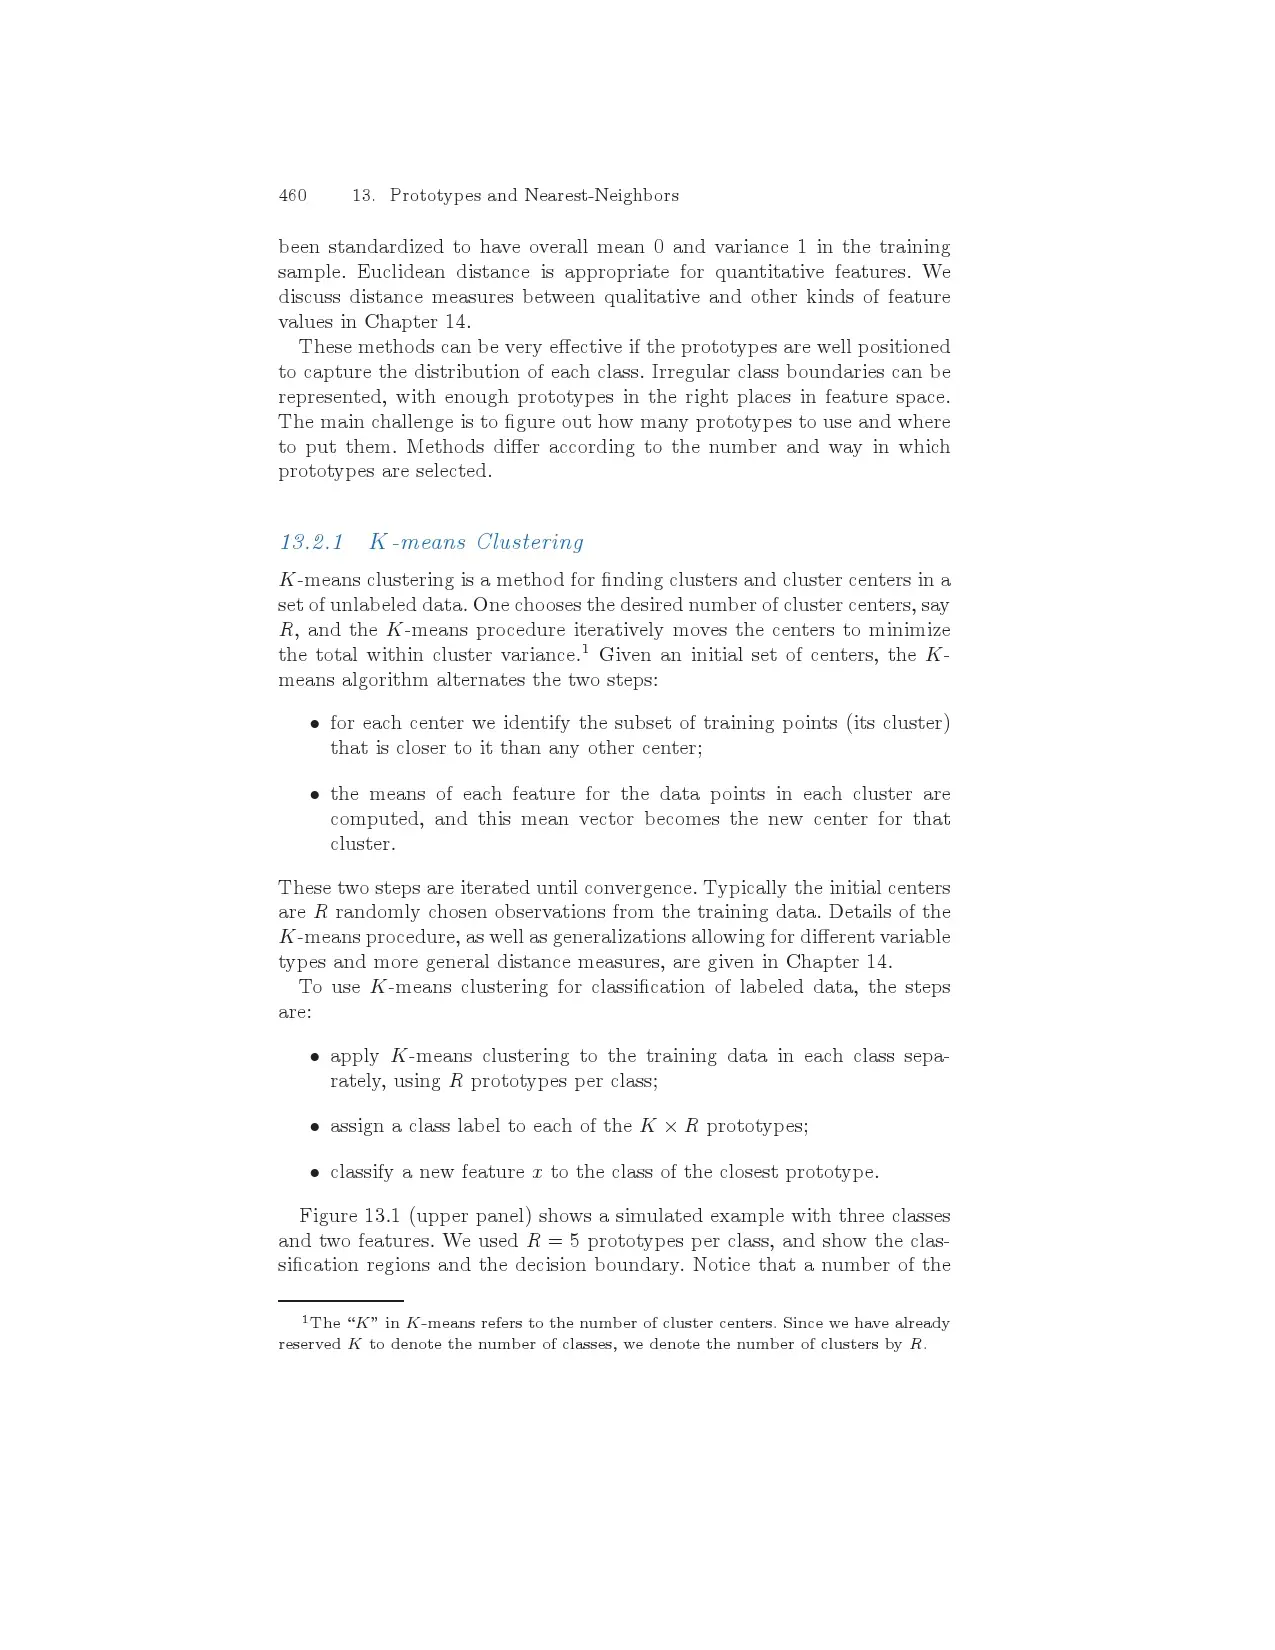 460 13. Prototypes and Nearest-Neighbors
been standardized to have overall mean 0 and variance 1 in the training
sample. Euclidean distance is appropriate for quantitative features. We
discuss distance measures between qualitative and other kinds of feature
values in Chapter 14.
These methods can be very effective if the prototypes are well positioned
to capture the distribution of each class. Irregular class boundaries can be
represented, with enough prototypes in the right places in feature space.
The main challenge is to figure out how many prototypes to use and where
to put them. Methods differ according to the number and way in which
prototypes are selected.
13.2.1 K-means Clustering
K-means clustering is a method for finding clusters and cluster centers in a
set of unlabeled data. One chooses the desired number of cluster centers, say
R, and the K-means procedure iteratively moves the centers to minimize
the total within cluster variance.¹ Given an initial set of centers, the K-
means algorithm alternates the two steps:
• for each center we identify the subset of training points (its cluster)
that is closer to it than any other center;
• the means of each feature for the data points in each cluster are
computed, and this mean vector becomes the new center for that
cluster.
These two steps are iterated until convergence. Typically the initial centers
are R randomly chosen observations from the training data. Details of the
K-means procedure, as well as generalizations allowing for different variable
types and more general distance measures, are given in Chapter 14.
To use K-means clustering for classification of labeled data, the steps
are:
• apply K-means clustering to the training data in each class sepa-
rately, using R prototypes per class;
• assign a class label to each of the K × R prototypes;
• classify a new feature x to the class of the closest prototype.
Figure 13.1 (upper panel) shows a simulated example with three classes
and two features. We used R = 5 prototypes per class, and show the clas-
sification regions and the decision boundary. Notice that a number of the
¹The “K” in K-means refers to the number of cluster centers. Since we have already
reserved K to denote the number of classes, we denote the number of clusters by R.